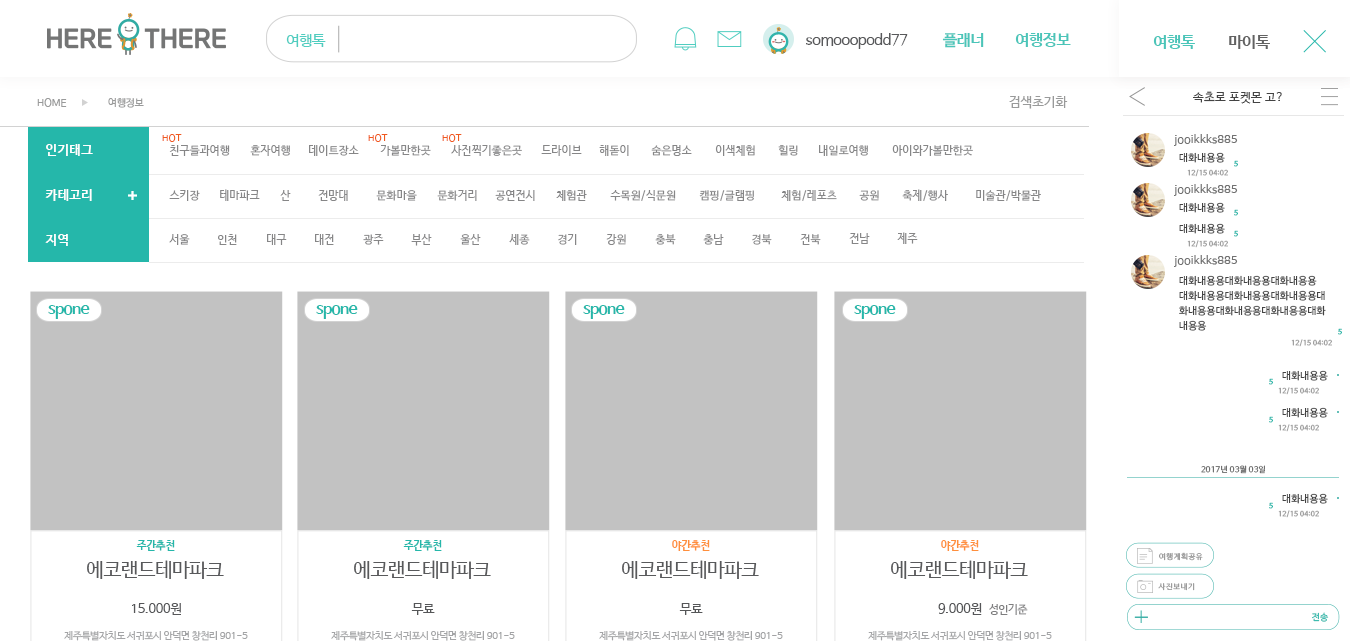 HERE THERE
여행톡
somooopodd77
플래너
여행정보
여행톡
마이톡
HOME
여행정보
검색초기화
인기태그
HOT
HOT
HOT
친구들과여행 혼자여행 데이트장소 가볼만한곳 사진찍기좋은곳 드라이브 해돋이 숨은명소 이색체험 힐링 내일로여행 아이와가볼만한곳
카테고리 +
스키장 테마파크 산 전망대 문화마을 문화거리 공연전시 체험관 수목원/식문원 캠핑/글램핑 체험/레포츠 공원 축제/행사 미술관/박물관
지역
서울 인천 대구 대전 광주 부산 울산 세종 경기 강원 충북 충남 경북 전북 전남 제주
spone
주간추천
에코랜드테마파크
15.000원
제주특별자치도 서귀포시 안덕면 창천리 901-5
spone
주간추천
에코랜드테마파크
무료
제주특별자치도 서귀포시 안덕면 창천리 901-5
spone
야간추천
에코랜드테마파크
무료
제주특별자치도 서귀포시 안덕면 창천리 901-5
spone
야간추천
에코랜드테마파크
9.000원 성인기준
제주특별자치도 서귀포시 안덕면 창천리 901-5
속초로 포켓몬 고?
jooikkks885
대화내용용 5
12/15 04:02
jooikkks885
대화내용용 5
대화내용용 5
12/15 04:02
jooikkks885
대화내용용대화내용용대화내용용
대화내용용대화내용용대화내용용대
화내용용대화내용용대화내용용대화
내용용
5
12/15 04:02
5 대화내용용
12/15 04:02
5 대화내용용
12/15 04:02
2017년 03월 03일
5 대화내용용
12/15 04:02
여행계획공유
사진보내기
전송